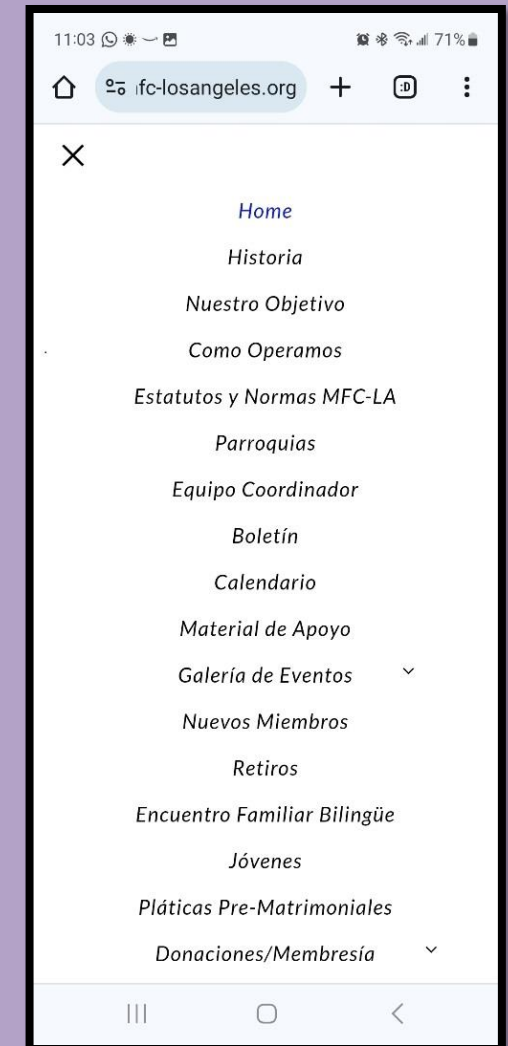 11:03 71%
fc-losangeles.org :D
Home
Historia
Nuestro Objetivo
Como Operamos
Estatutos y Normas MFC-LA
Parroquias
Equipo Coordinador
Boletín
Calendario
Material de Apoyo
Galería de Eventos
Nuevos Miembros
Retiros
Encuentro Familiar Bilingüe
Jóvenes
Pláticas Pre-Matrimoniales
Donaciones/Membresía